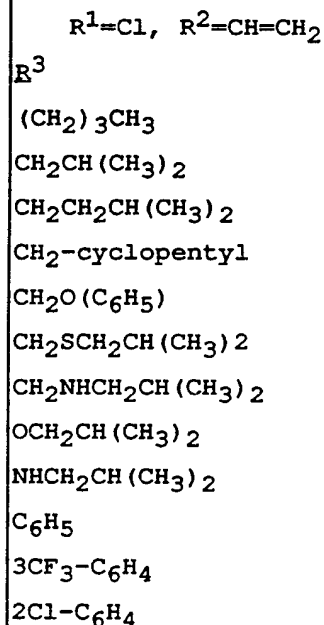 R¹=Cl, R²=CH=CH₂
R³
(CH₂)₃CH₃
CH₂CH(CH₃)₂
CH₂CH₂CH(CH₃)₂
CH₂-cyclopentyl
CH₂O(C₆H₅)
CH₂SCH₂CH(CH₃)2
CH₂NHCH₂CH(CH₃)₂
OCH₂CH(CH₃)₂
NHCH₂CH(CH₃)₂
C₆H₅
3CF₃-C₆H₄
2Cl-C₆H₄